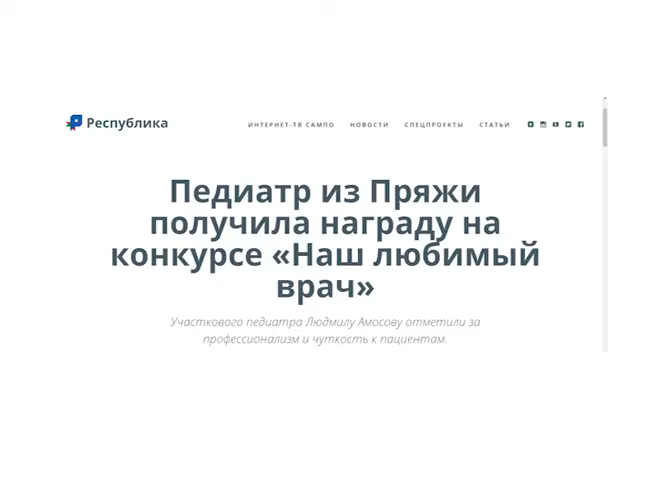 Республика
ИНТЕРНЕТ-ТВ САМПО НОВОСТИ СПЕЦПРОЕКТЫ СТАТЬИ
Педиатр из Пряжи
получила награду на
конкурсе «Наш любимый
врач»
Участкового педиатра Людмилу Амосову отметили за
профессионализм и чуткость к пациентам.